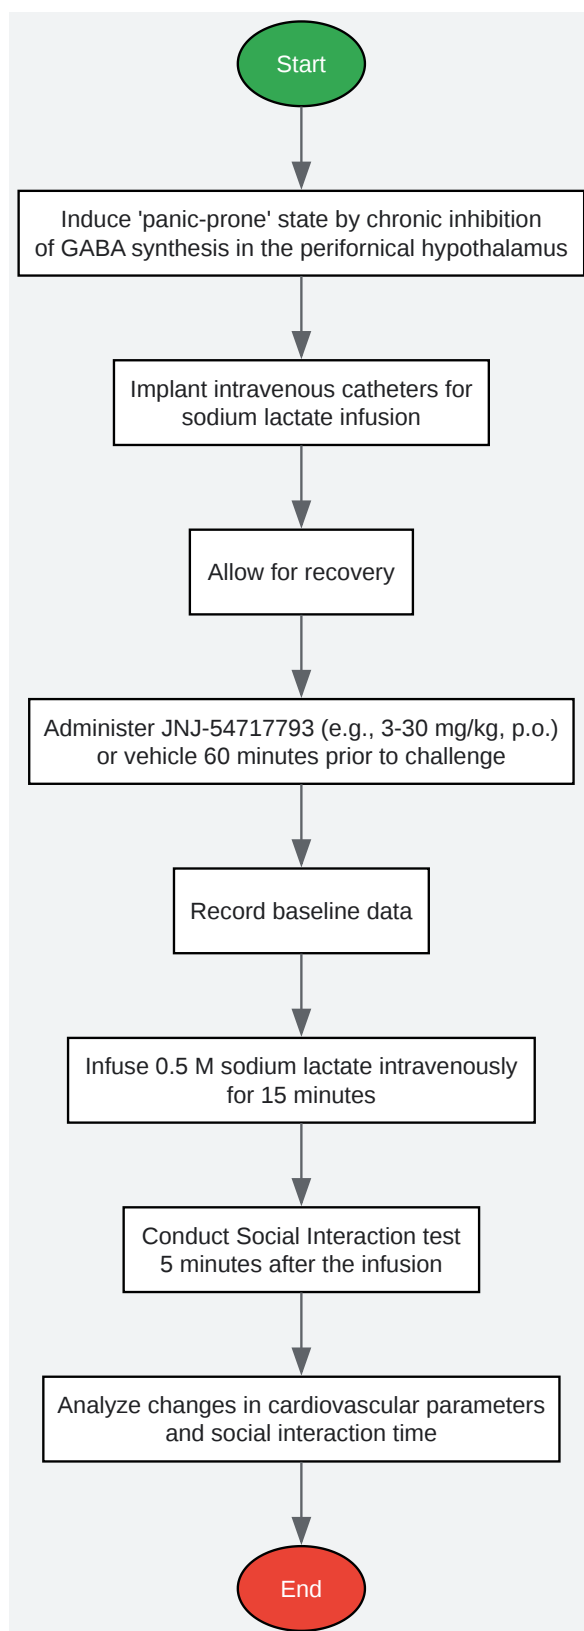 Start
Induce 'panic-prone' state by chronic inhibition
of GABA synthesis in the perifornical hypothalamus
Implant intravenous catheters for
sodium lactate infusion
Allow for recovery
Administer JNJ-54717793 (e.g., 3-30 mg/kg, p.o.)
or vehicle 60 minutes prior to challenge
Record baseline data
Infuse 0.5 M sodium lactate intravenously
for 15 minutes
Conduct Social Interaction test
5 minutes after the infusion
Analyze changes in cardiovascular parameters
and social interaction time
End